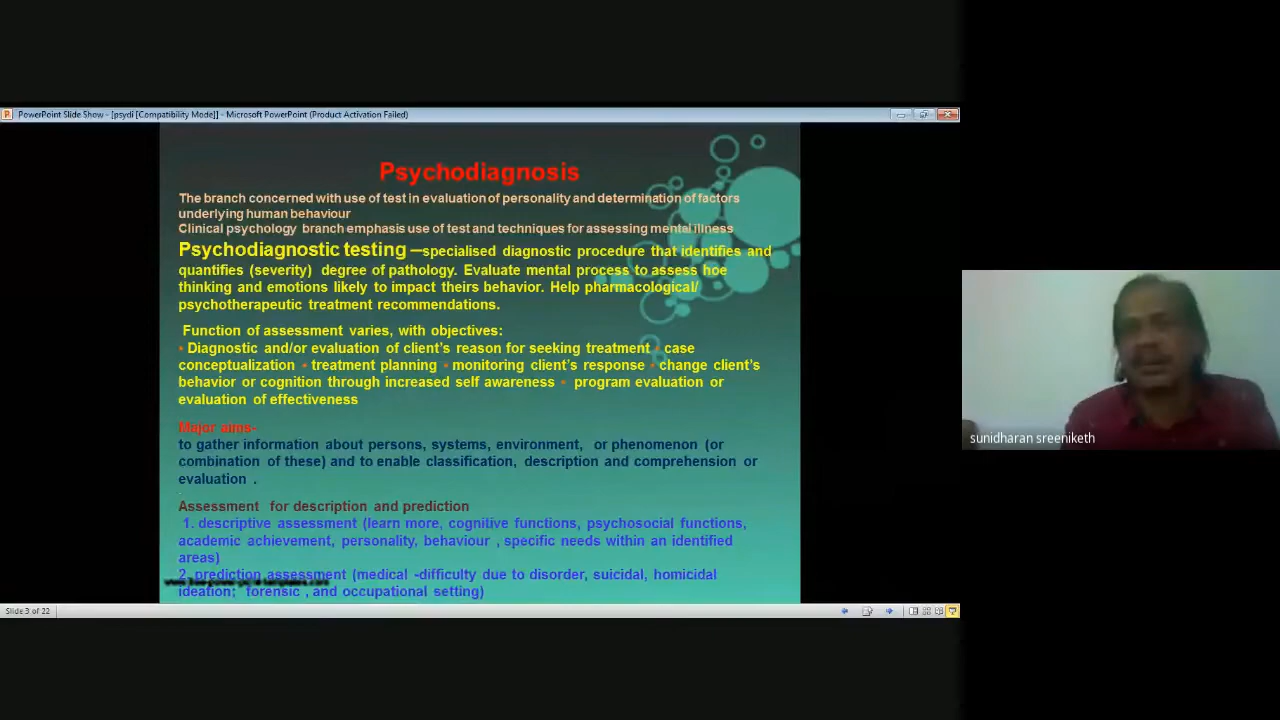 PowerPoint Slide Show - [psydi [Compatibility Mode]] - Microsoft PowerPoint (Product Activation Failed)
Psychodiagnosis
The branch concerned with use of test in evaluation of personality and determination of factors
underlying human behaviour
Clinical psychology branch emphasis use of test and techniques for assessing mental illness
Psychodiagnostic testing –specialised diagnostic procedure that identifies and
quantifies (severity) degree of pathology. Evaluate mental process to assess hoe
thinking and emotions likely to impact theirs behavior. Help pharmacological/
psychotherapeutic treatment recommendations.
Function of assessment varies, with objectives:
• Diagnostic and/or evaluation of client's reason for seeking treatment • case
conceptualization • treatment planning • monitoring client's response • change client's
behavior or cognition through increased self awareness • program evaluation or
evaluation of effectiveness
Major aims-
to gather information about persons, systems, environment, or phenomenon (or
combination of these) and to enable classification, description and comprehension or
evaluation .
Assessment for description and prediction
1. descriptive assessment (learn more, cognitive functions, psychosocial functions,
academic achievement, personality, behaviour , specific needs within an identified
areas)
2. prediction assessment (medical -difficulty due to disorder, suicidal, homicidal
ideation; forensic , and occupational setting)
Slide 3 of 22
sunidharan sreeniketh